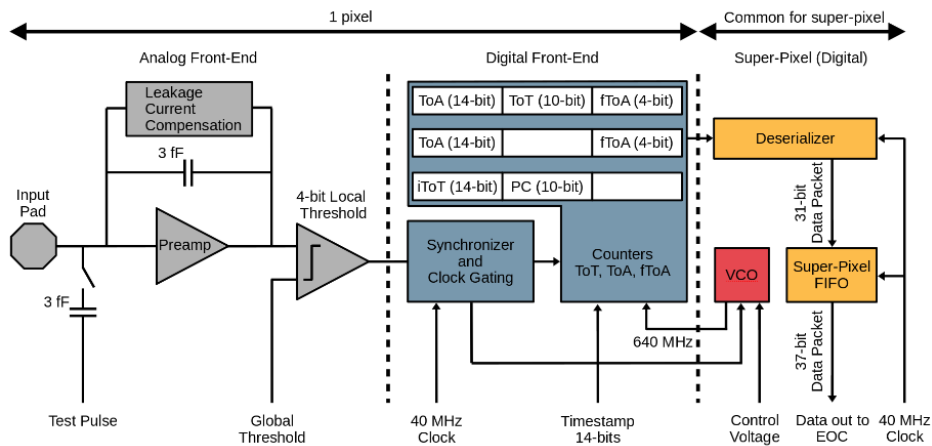 1 pixel
Common for super-pixel
Analog Front-End
Digital Front-End
Super-Pixel (Digital)
Leakage
Current
Compensation
3 fF
Input
Pad
Preamp
3 fF
Test Pulse
4-bit Local
Threshold
Global
Threshold
ToA (14-bit)
ToT (10-bit)
fToA (4-bit)
ToA (14-bit)
fToA (4-bit)
iToT (14-bit)
PC (10-bit)
Synchronizer
and
Clock Gating
Counters
ToT, ToA, fToA
40 MHz
Clock
Timestamp
14-bits
640 MHz
VCO
Control
Voltage
Deserializer
31-bit
Data Packet
Super-Pixel
FIFO
37-bit
Data Packet
Data out to
EOC
40 MHz
Clock